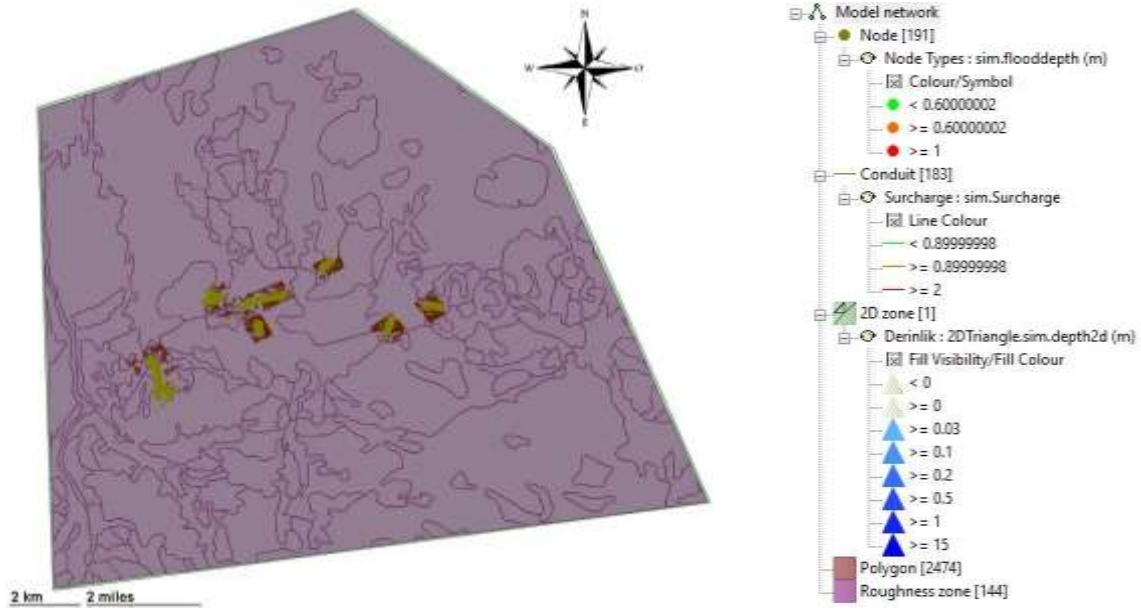 N
W
O
E
2 km
2 miles
Model network
Node [191]
Node Types : sim.flooddepth (m)
Colour/Symbol
< 0.60000002
>= 0.60000002
>= 1
Conduit [183]
Surcharge : sim.Surcharge
Line Colour
< 0.89999998
>= 0.89999998
>= 2
2D zone [1]
Derinlik : 2DTriangle.sim.depth2d (m)
Fill Visibility/Fill Colour
< 0
>= 0
>= 0.03
>= 0.1
>= 0.2
>= 0.5
>= 1
>= 15
Polygon [2474]
Roughness zone [144]